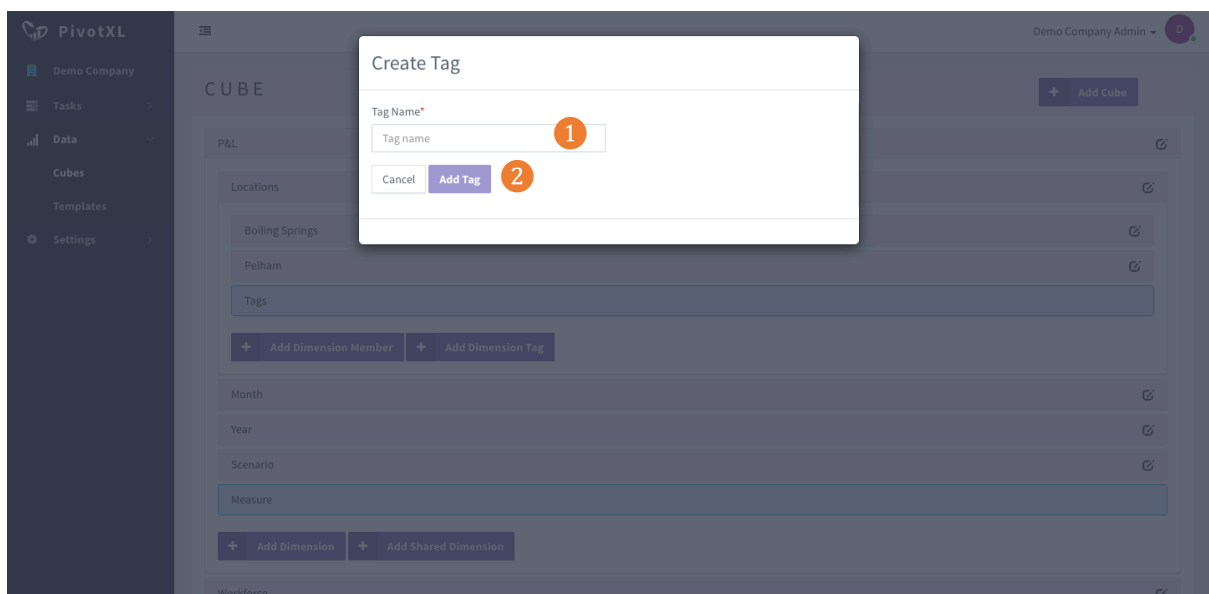 PivotXL
Demo Company Admin
D
Demo Company
Tasks
Data
Cubes
Templates
Settings
CUBE
+ Add Cube
Create Tag
Tag Name*
Tag name
1
Cancel
Add Tag
2
P&L
Locations
Boiling Springs
Pelham
Tags
+ Add Dimension Member
+ Add Dimension Tag
Month
Year
Scenario
Measure
+ Add Dimension
+ Add Shared Dimension
Workforce